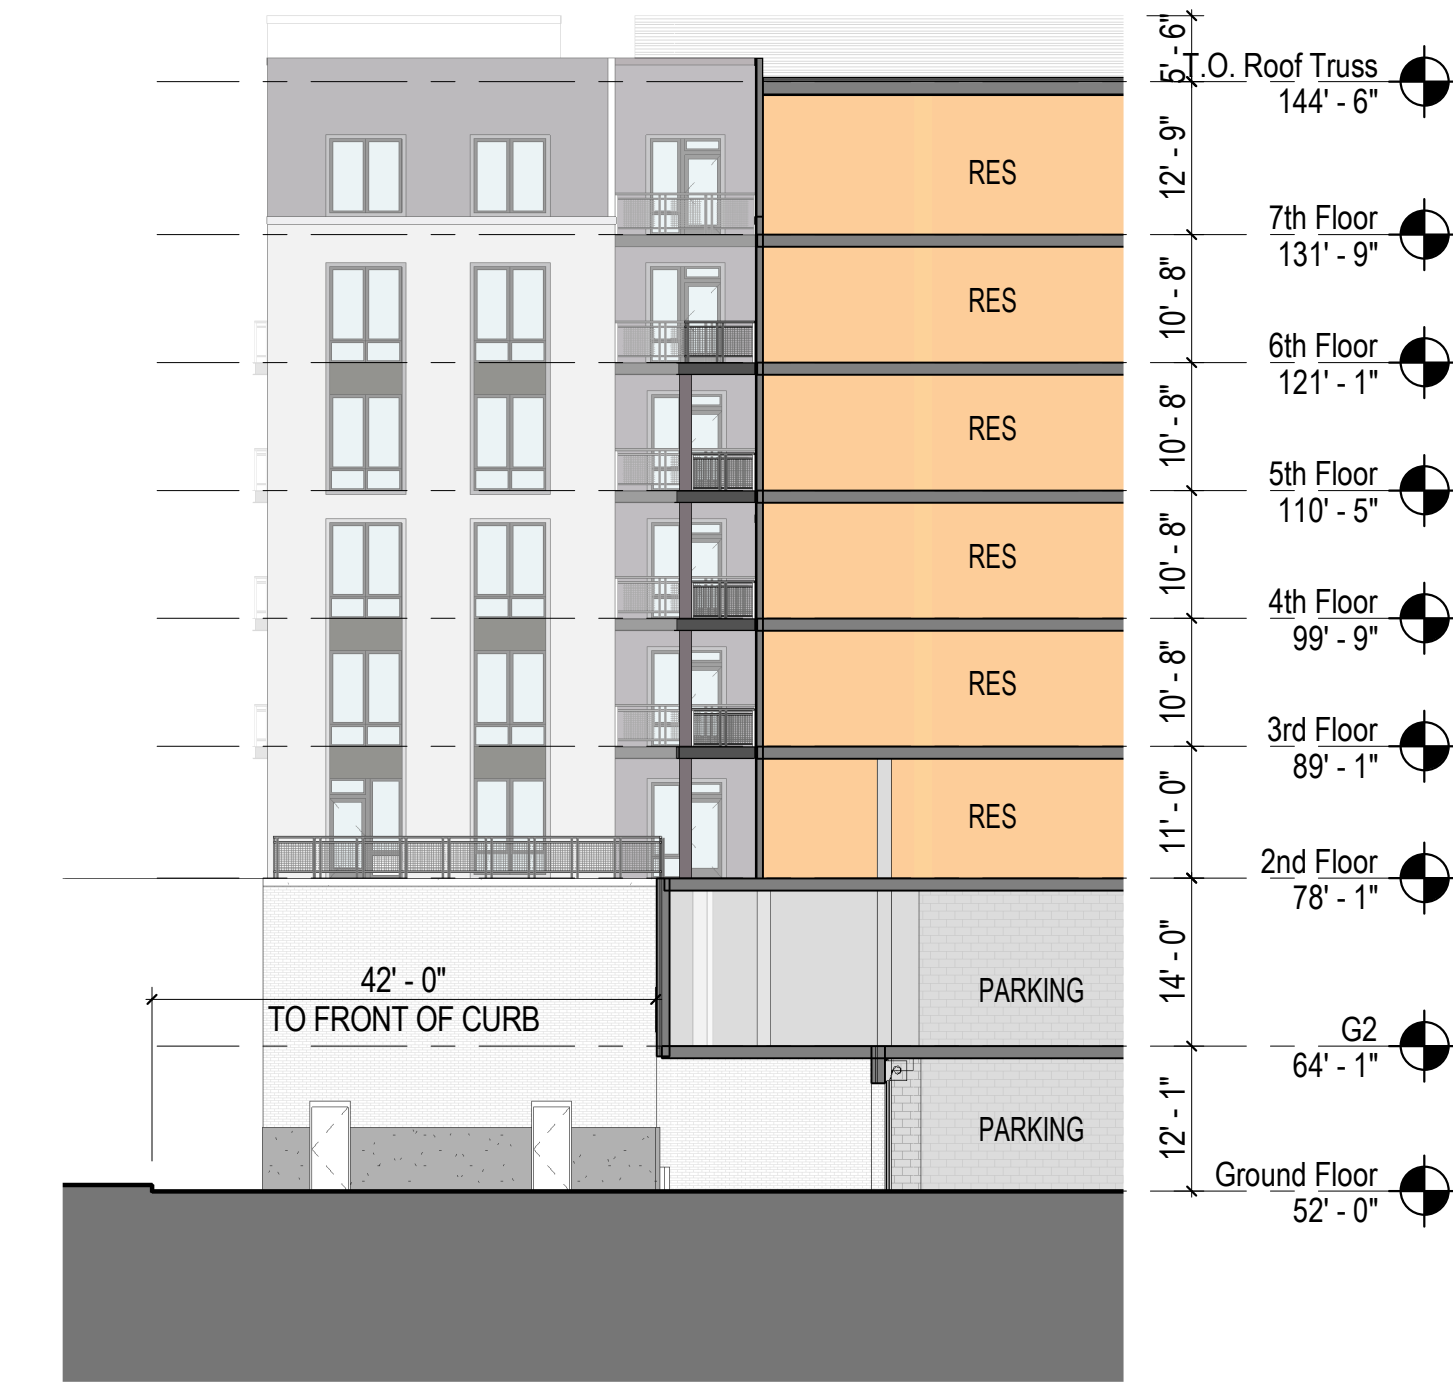 5' - 6"
T.O. Roof Truss
144' - 6"
12' - 9"
RES
7th Floor
131' - 9"
10' - 8"
RES
6th Floor
121' - 1"
10' - 8"
RES
5th Floor
110' - 5"
10' - 8"
RES
4th Floor
99' - 9"
10' - 8"
RES
3rd Floor
89' - 1"
11' - 0"
RES
2nd Floor
78' - 1"
14' - 0"
42' - 0"
TO FRONT OF CURB
PARKING
G2
64' - 1"
12' - 1"
PARKING
Ground Floor
52' - 0"